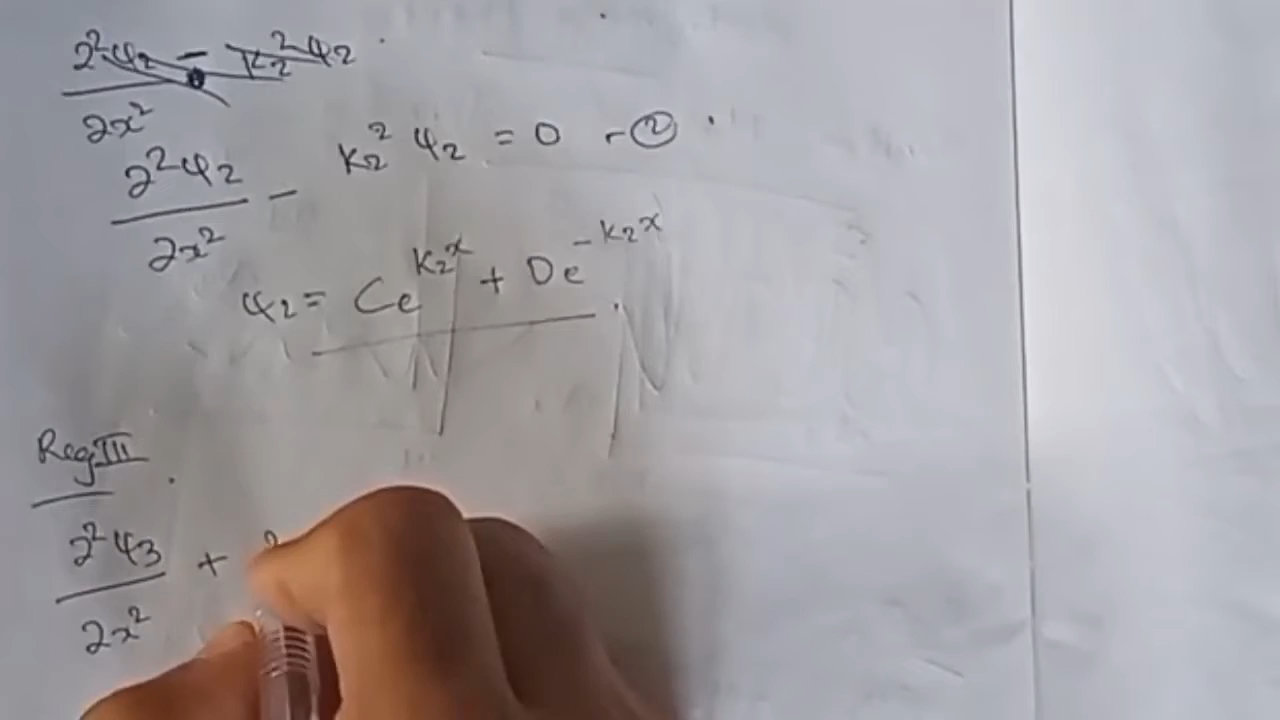 ∂²ψ₂ - K₂²ψ₂
∂x²
∂²ψ₂ - K₂² ψ₂ = 0 - ②
∂x²
ψ₂ = Ce^{K₂x} + De^{-K₂x}
Reg III
∂²ψ₃ +
∂x²